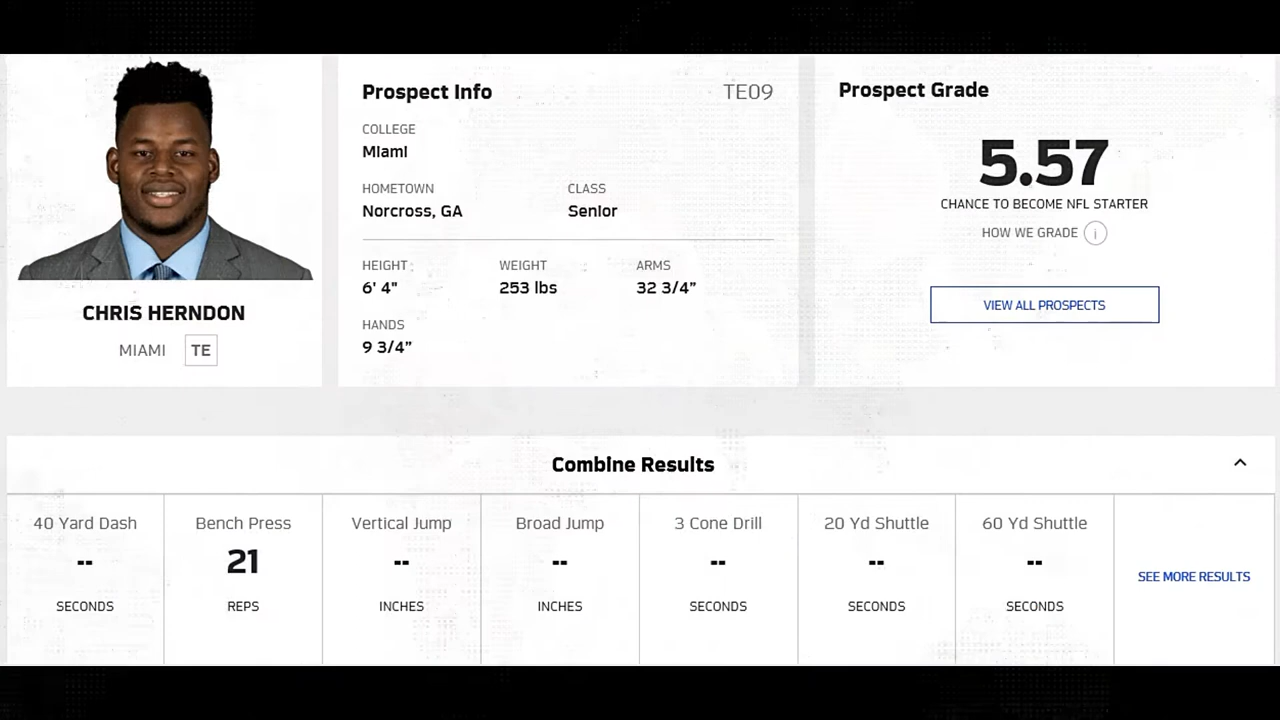 CHRIS HERNDON
MIAMI TE
Prospect Info TE09
COLLEGE
Miami
HOMETOWN CLASS
Norcross, GA Senior
HEIGHT WEIGHT ARMS
6' 4" 253 lbs 32 3/4”
HANDS
9 3/4”
Prospect Grade
5.57
CHANCE TO BECOME NFL STARTER
HOW WE GRADE i
VIEW ALL PROSPECTS
Combine Results
40 Yard Dash Bench Press Vertical Jump Broad Jump 3 Cone Drill 20 Yd Shuttle 60 Yd Shuttle
-- 21 -- -- -- -- --
SECONDS REPS INCHES INCHES SECONDS SECONDS SECONDS
SEE MORE RESULTS